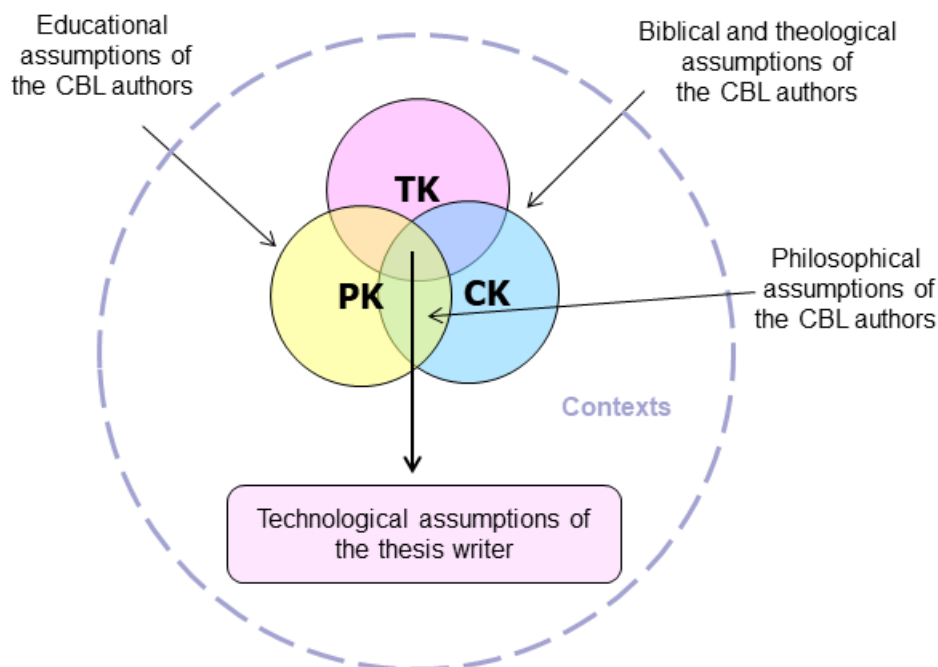 Educational
assumptions of
the CBL authors
Biblical and theological
assumptions of
the CBL authors
TK
PK
CK
Philosophical
assumptions of
the CBL authors
Contexts
Technological assumptions of
the thesis writer